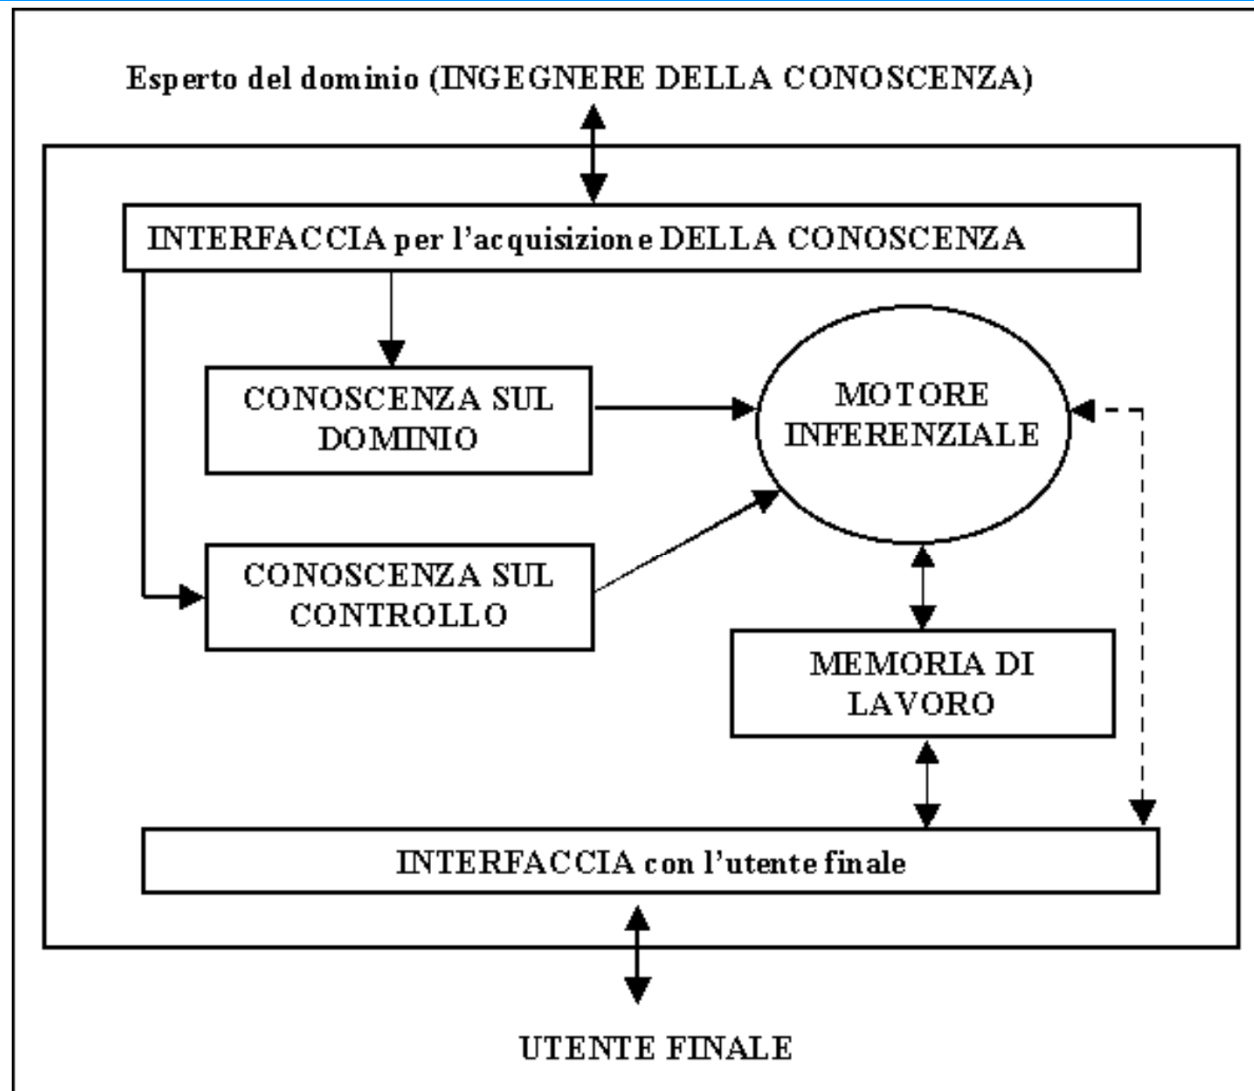 Esperto del dominio (INGEGNERE DELLA CONOSCENZA)
INTERFACCIA per l'acquisizione DELLA CONOSCENZA
CONOSCENZA SUL
DOMINIO
MOTORE
INFERENZIALE
CONOSCENZA SUL
CONTROLLO
MEMORIA DI
LAVORO
INTERFACCIA con l'utente finale
UTENTE FINALE